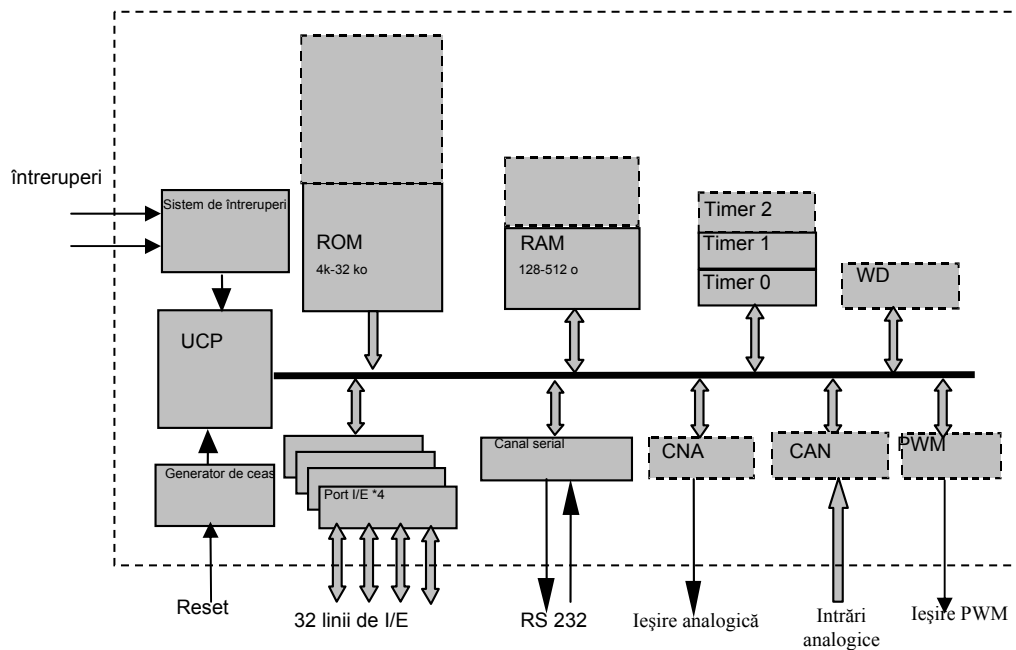 întreruperi
Sistem de întreruperi
ROM
4k-32 ko
RAM
128-512 o
Timer 2
Timer 1
Timer 0
WD
UCP
Generator de ceas
Port I/E *4
Canal serial
CNA
CAN
PWM
Reset
32 linii de I/E
RS 232
Ieşire analogică
Intrări
analogice
Ieşire PWM